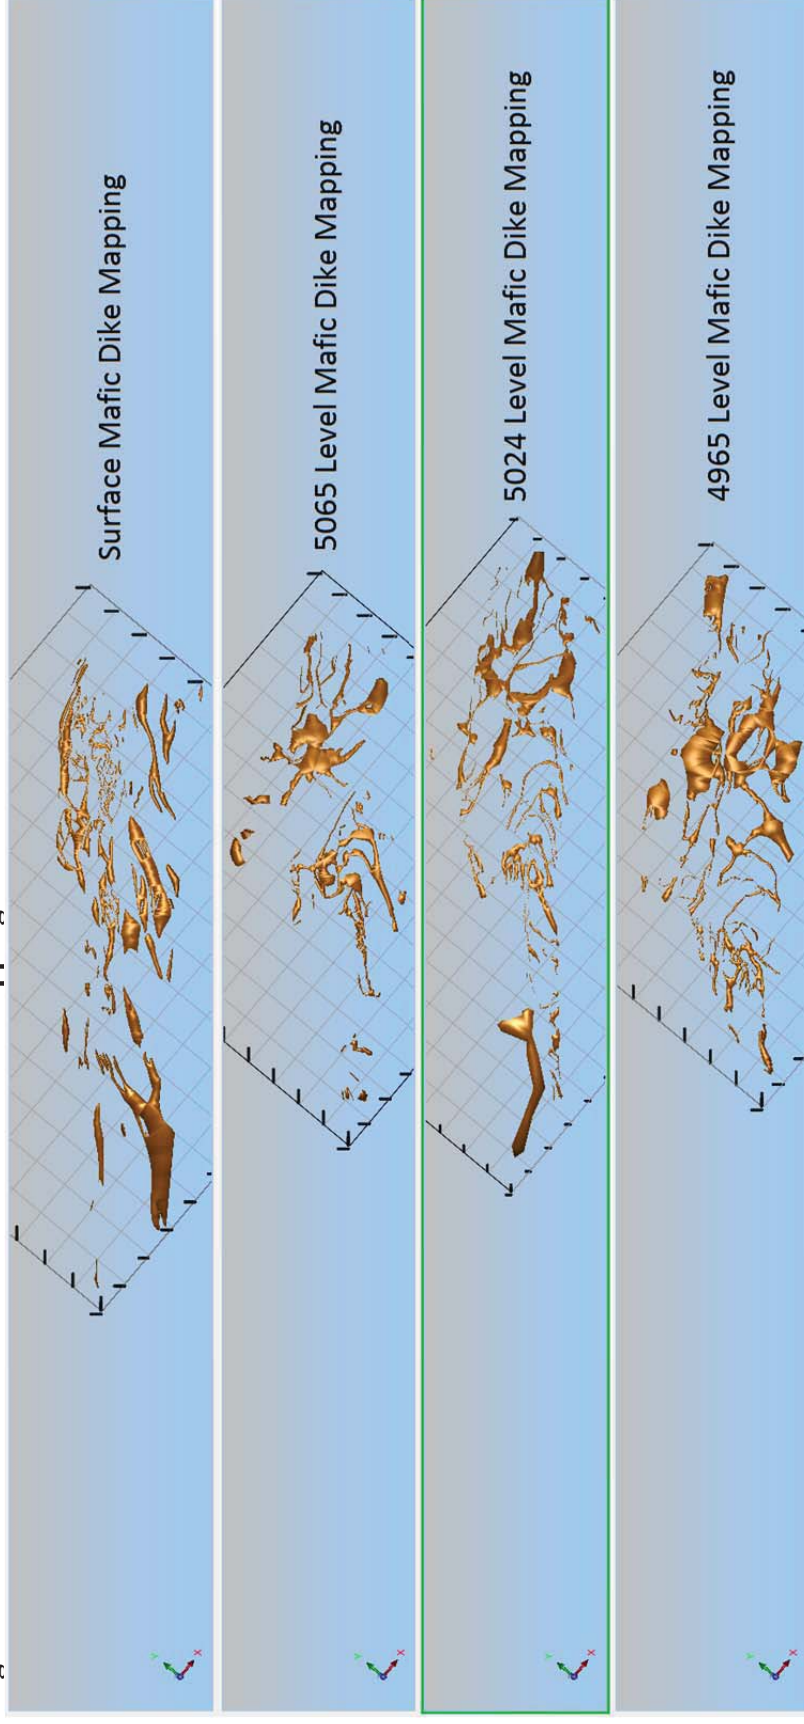 Surface Mafic Dike Mapping
5065 Level Mafic Dike Mapping
5024 Level Mafic Dike Mapping
4965 Level Mafic Dike Mapping
Y
X
Y
X
Y
X
Y
X